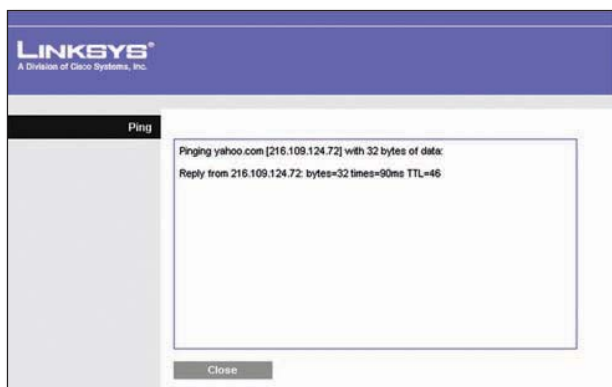 LINKSYS®
A Division of Cisco Systems, Inc.
Ping
Pinging yahoo.com [216.109.124.72] with 32 bytes of data:
Reply from 216.109.124.72: bytes=32 times=90ms TTL=46
Close